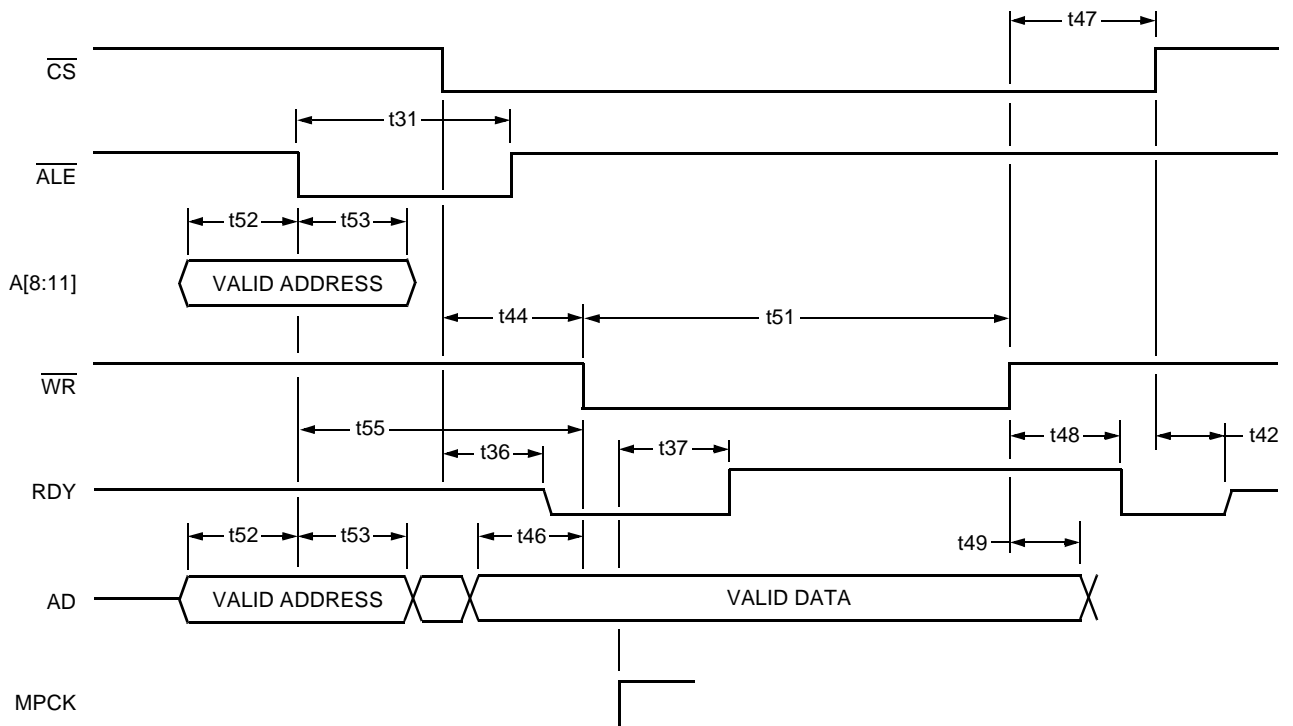 t47
CS
t31
ALE
t52 t53
A[8:11] VALID ADDRESS
t44 t51
WR
t55 t48 t42
t36 t37
RDY
t52 t53 t46 t49
AD VALID ADDRESS VALID DATA
MPCK